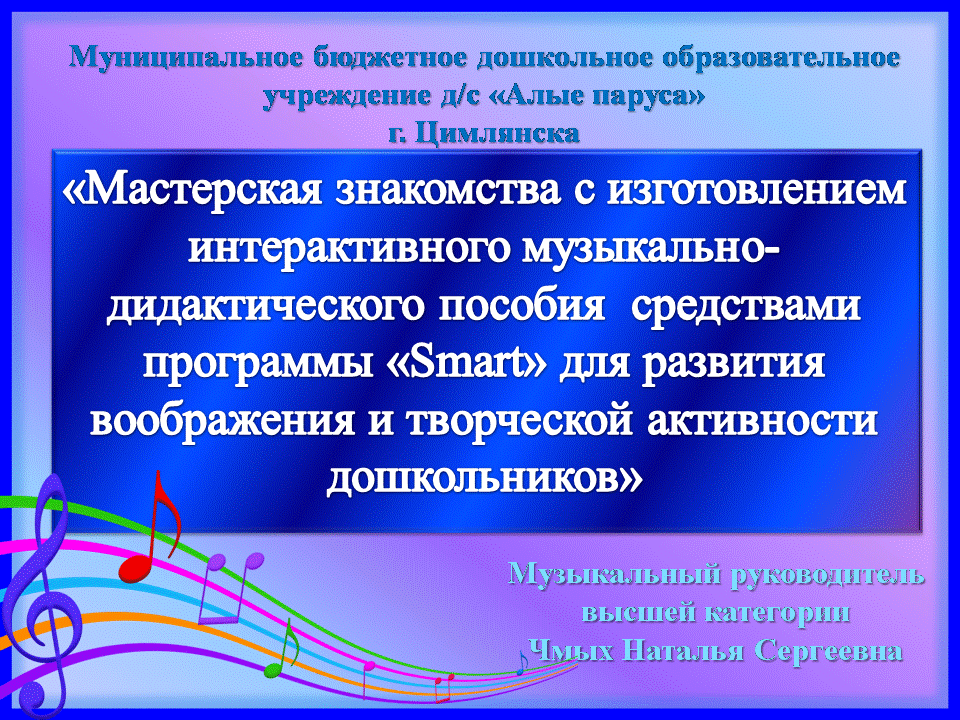 Муниципальное бюджетное дошкольное образовательное
учреждение д/с «Алые паруса»
г. Цимлянска
«Мастерская знакомства с изготовлением
интерактивного музыкально-
дидактического пособия средствами
программы «Smart» для развития
воображения и творческой активности
дошкольников»
Музыкальный руководитель
высшей категории
Чмых Наталья Сергеевна